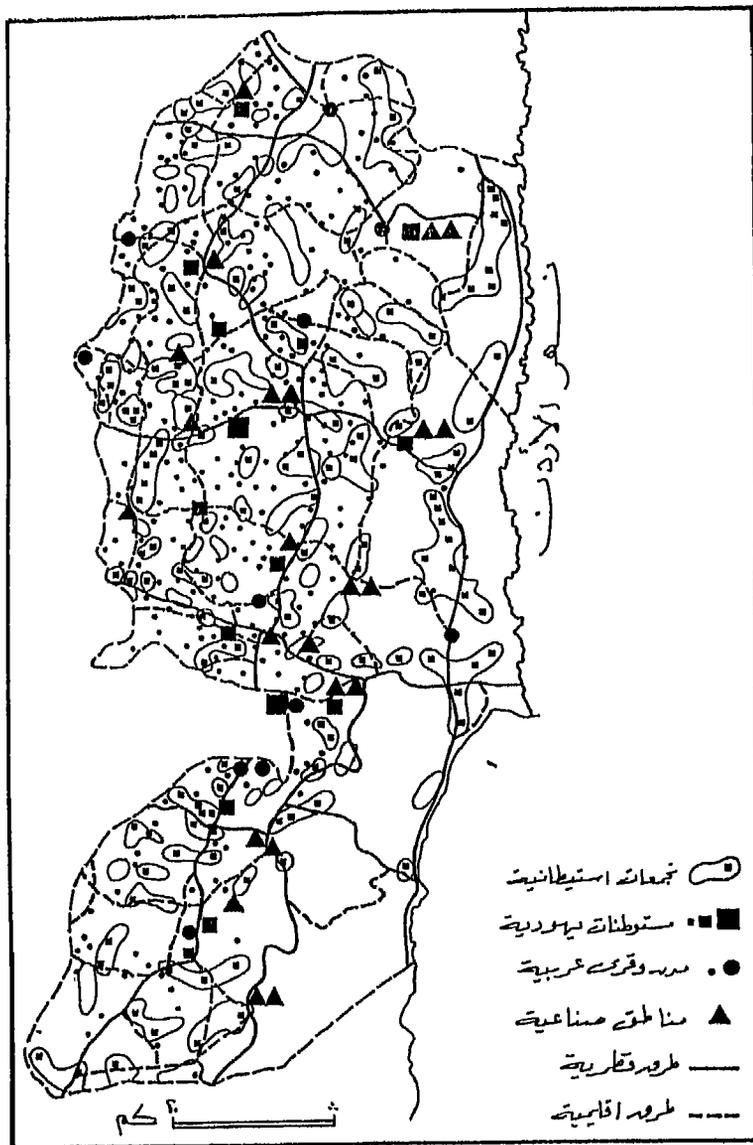 نهر الأردن
تجمعات استيطانية
مستوطنات يهودية
مدن وقرى عربية
مناطق صناعية
طرق قطرية
طرق اقليمية
كم